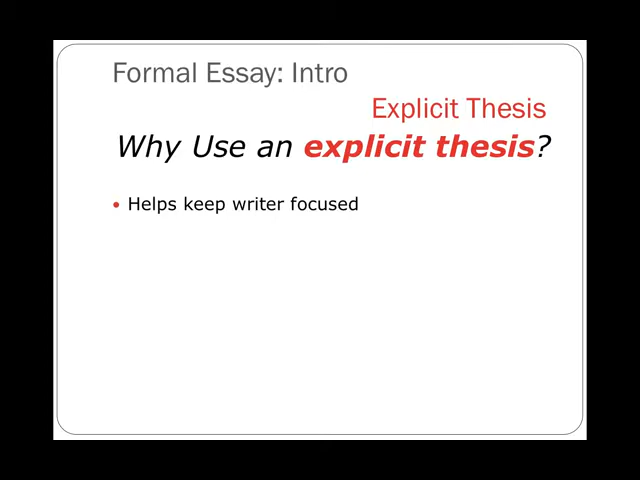 Formal Essay: Intro
Explicit Thesis
Why Use an explicit thesis?
• Helps keep writer focused